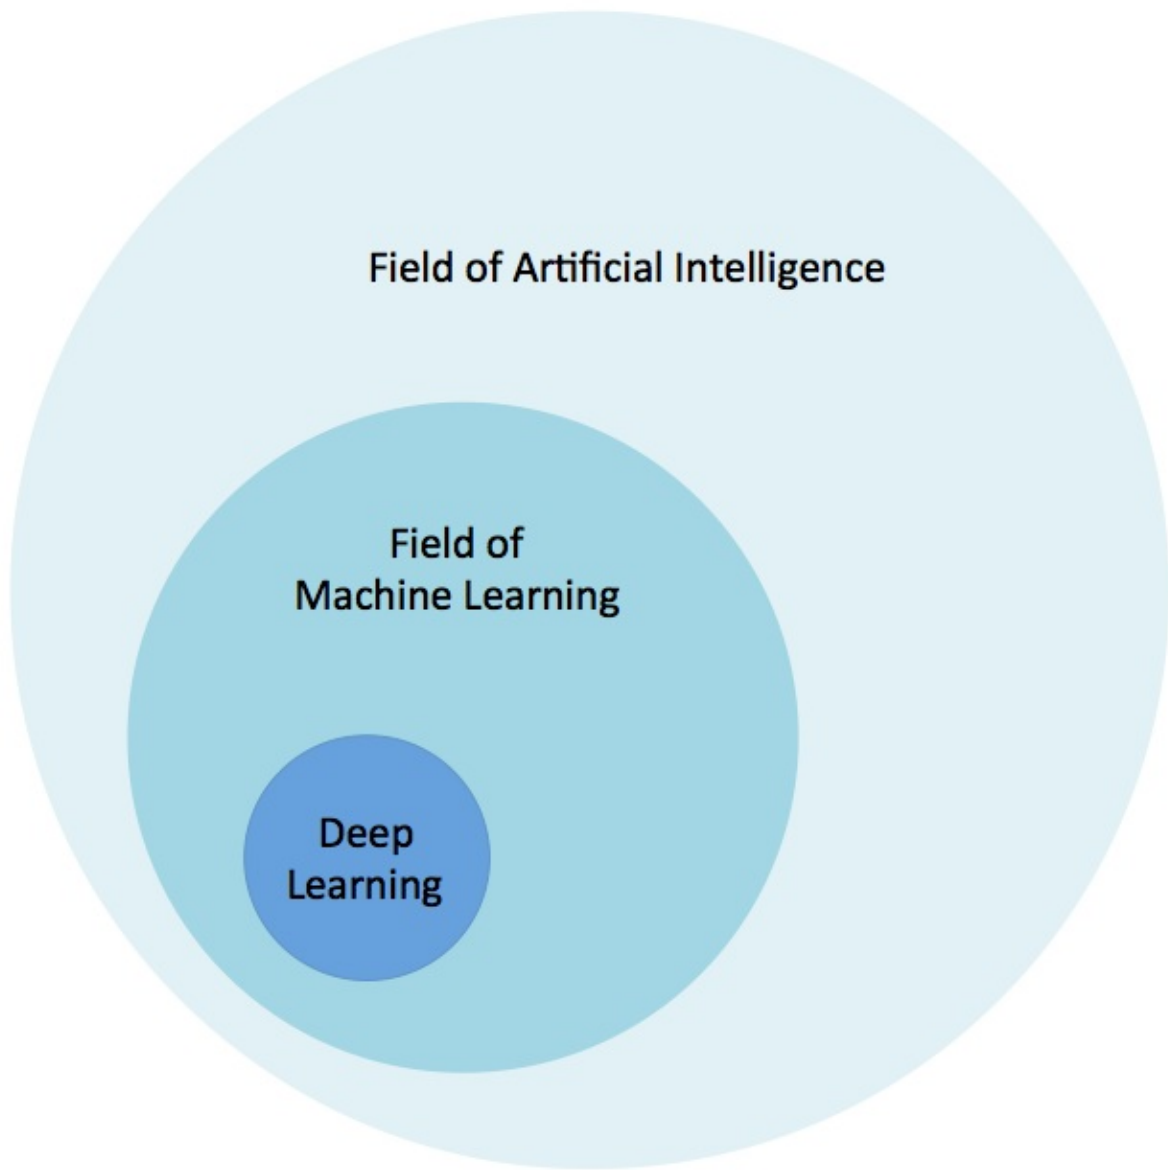 Field of Artificial Intelligence
Field of
Machine Learning
Deep
Learning